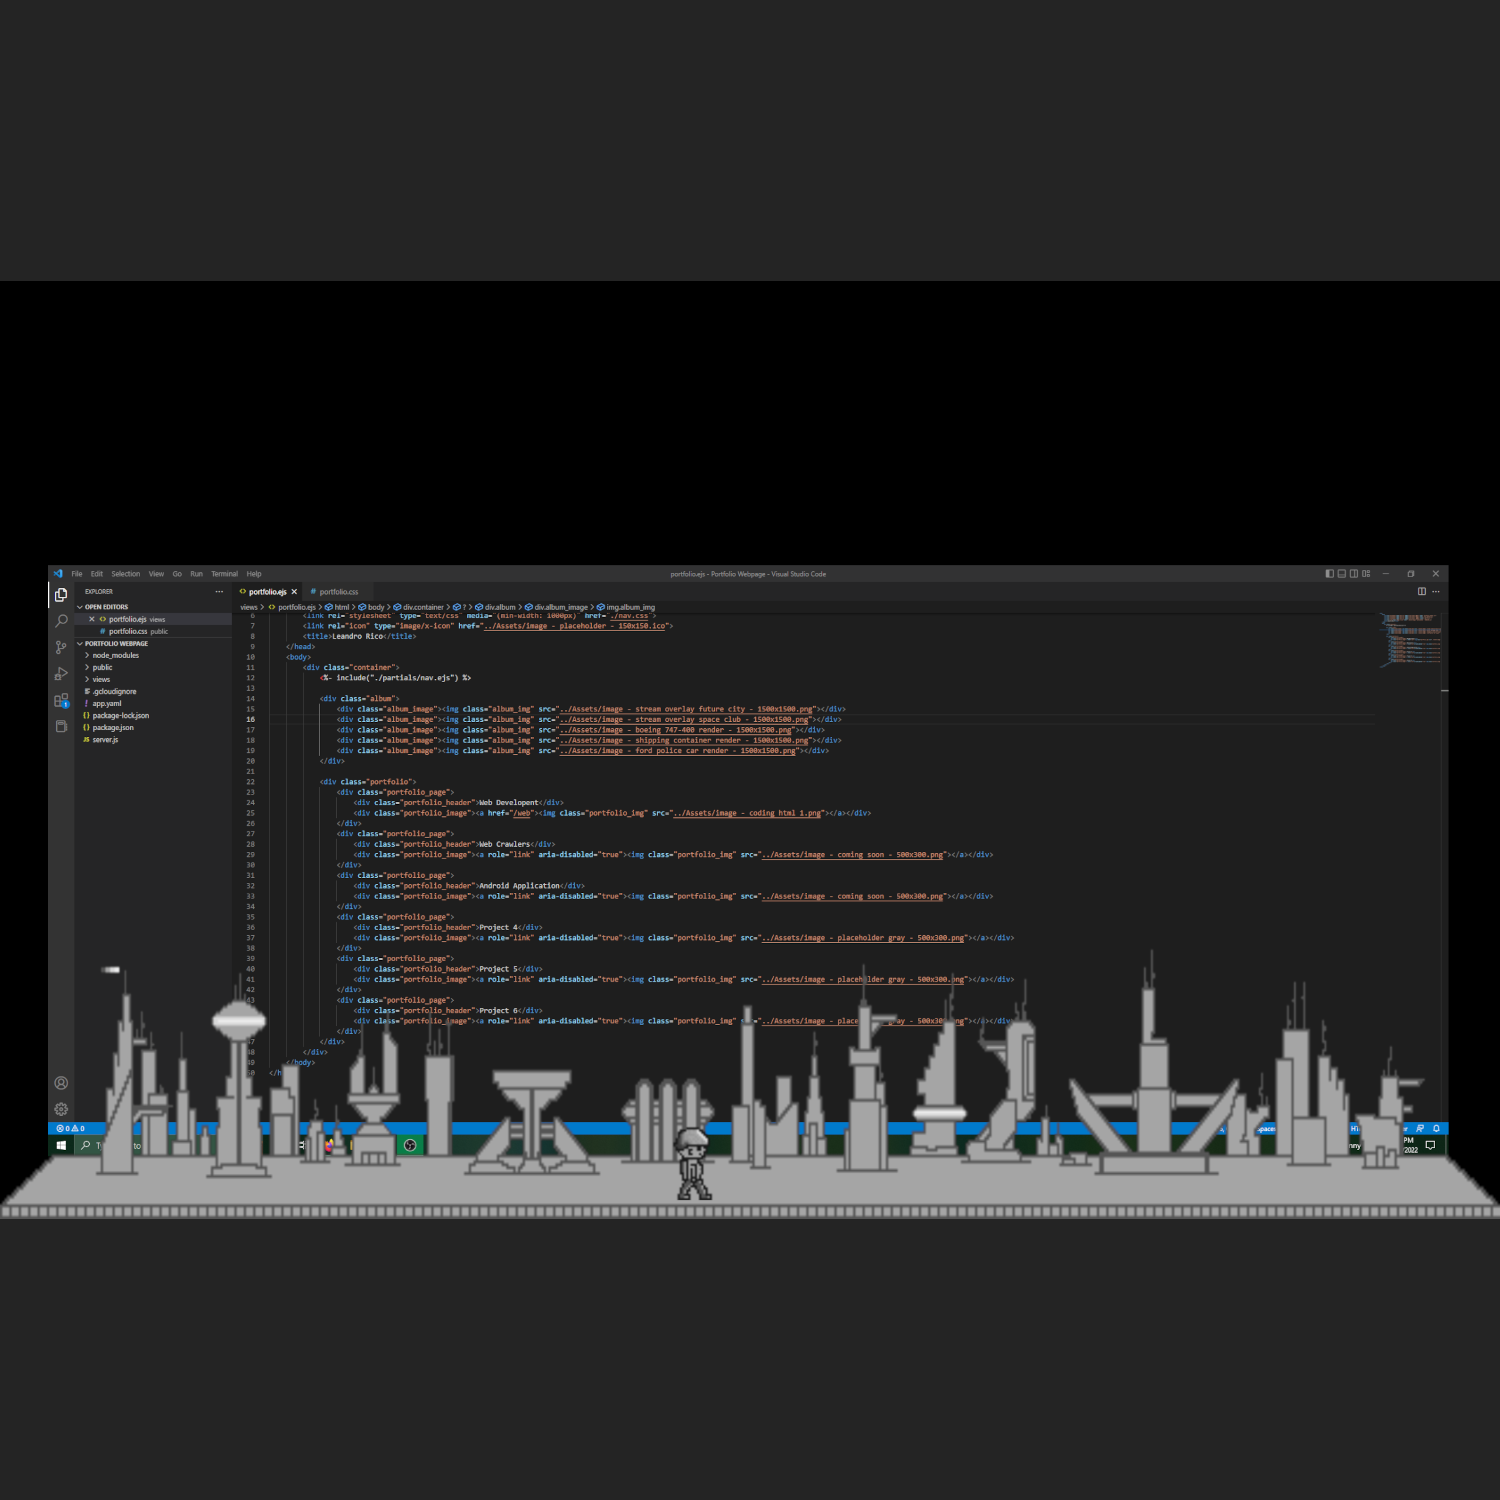 File Edit Selection View Go Run Terminal Help
portfolio.ejs - Portfolio Webpage - Visual Studio Code
EXPLORER
OPEN EDITORS
portfolio.ejs views
portfolio.css public
PORTFOLIO WEBPAGE
node_modules
public
views
.gcloudignore
app.yaml
package-lock.json
package.json
server.js
portfolio.ejs
portfolio.css
views > portfolio.ejs > html > body > div.container > ? > div.album > div.album_image > img.album_img
6 <link rel="stylesheet" type="text/css" media="(min-width: 1000px)" href="./nav.css">
7 <link rel="icon" type="image/x-icon" href="../Assets/image - placeholder - 150x150.ico">
8 <title>Leandro Rico</title>
9 </head>
10 <body>
11 <div class="container">
12 <%- include("./partials/nav.ejs") %>
13
14 <div class="album">
15 <div class="album_image"><img class="album_img" src="../Assets/image - stream overlay future city - 1500x1500.png"></div>
16 <div class="album_image"><img class="album_img" src="../Assets/image - stream overlay space club - 1500x1500.png"></div>
17 <div class="album_image"><img class="album_img" src="../Assets/image - boeing 747-400 render - 1500x1500.png"></div>
18 <div class="album_image"><img class="album_img" src="../Assets/image - shipping container render - 1500x1500.png"></div>
19 <div class="album_image"><img class="album_img" src="../Assets/image - ford police car render - 1500x1500.png"></div>
20 </div>
21
22 <div class="portfolio">
23 <div class="portfolio_page">
24 <div class="portfolio_header">Web Developent</div>
25 <div class="portfolio_image"><a href="/web"><img class="portfolio_img" src="../Assets/image - coding html 1.png"></a></div>
26 </div>
27 <div class="portfolio_page">
28 <div class="portfolio_header">Web Crawlers</div>
29 <div class="portfolio_image"><a role="link" aria-disabled="true"><img class="portfolio_img" src="../Assets/image - coming soon - 500x300.png"></a></div>
30 </div>
31 <div class="portfolio_page">
32 <div class="portfolio_header">Android Application</div>
33 <div class="portfolio_image"><a role="link" aria-disabled="true"><img class="portfolio_img" src="../Assets/image - coming soon - 500x300.png"></a></div>
34 </div>
35 <div class="portfolio_page">
36 <div class="portfolio_header">Project 4</div>
37 <div class="portfolio_image"><a role="link" aria-disabled="true"><img class="portfolio_img" src="../Assets/image - placeholder gray - 500x300.png"></a></div>
38 </div>
39 <div class="portfolio_page">
40 <div class="portfolio_header">Project 5</div>
41 <div class="portfolio_image"><a role="link" aria-disabled="true"><img class="portfolio_img" src="../Assets/image - placeholder gray - 500x300.png"></a></div>
42 </div>
43 <div class="portfolio_page">
<div class="portfolio_header">Project 6</div>
<div class="portfolio_image"><a role="link" aria-disabled="true"><img class="portfolio_img" src="../Assets/image - place ay - 500x30 ng"></a></div>
</div>
</div>
48 </div>
49 </body>
</h
0 0
PM
/2022